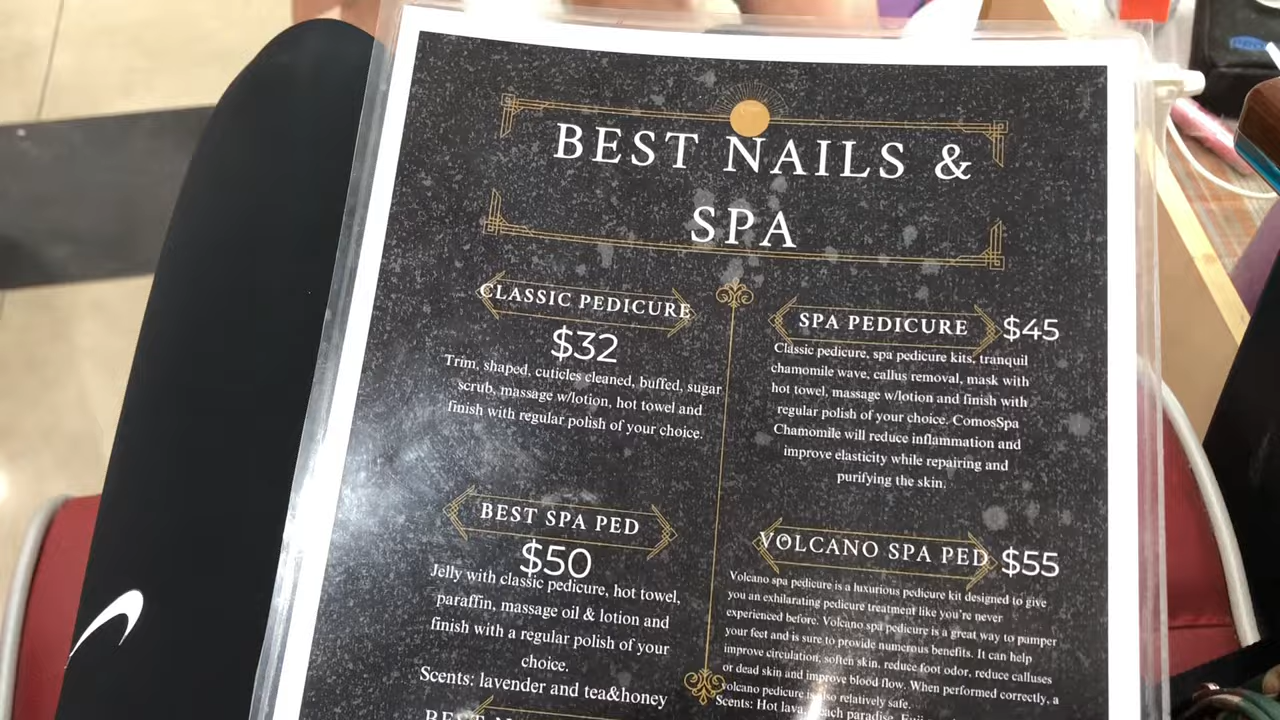 BEST NAILS &
SPA
CLASSIC PEDICURE
$32
Trim, shaped, cuticles cleaned, buffed, sugar
scrub, massage w/lotion, hot towel and
finish with regular polish of your choice.
SPA PEDICURE $45
Classic pedicure, spa pedicure kits, tranquil
chamomile wave, callus removal, mask with
hot towel, massage w/lotion and finish with
regular polish of your choice. ComosSpa
Chamomile will reduce inflammation and
improve elasticity while repairing and
purifying the skin.
BEST SPA PED
$50
Jelly with classic pedicure, hot towel,
paraffin, massage oil & lotion and
finish with a regular polish of your
choice.
Scents: lavender and tea&honey
VOLCANO SPA PED $55
Volcano spa pedicure is a luxurious pedicure kit designed to give
you an exhilarating pedicure treatment like you're never
experienced before. Volcano spa pedicure is a great way to pamper
your feet and is sure to provide numerous benefits. It can help
improve circulation, soften skin, reduce foot odor, reduce calluses
or dead skin and improve blood flow. When performed correctly, a
volcano pedicure is also relatively safe.
Scents: Hot lava, paradise,
BEST